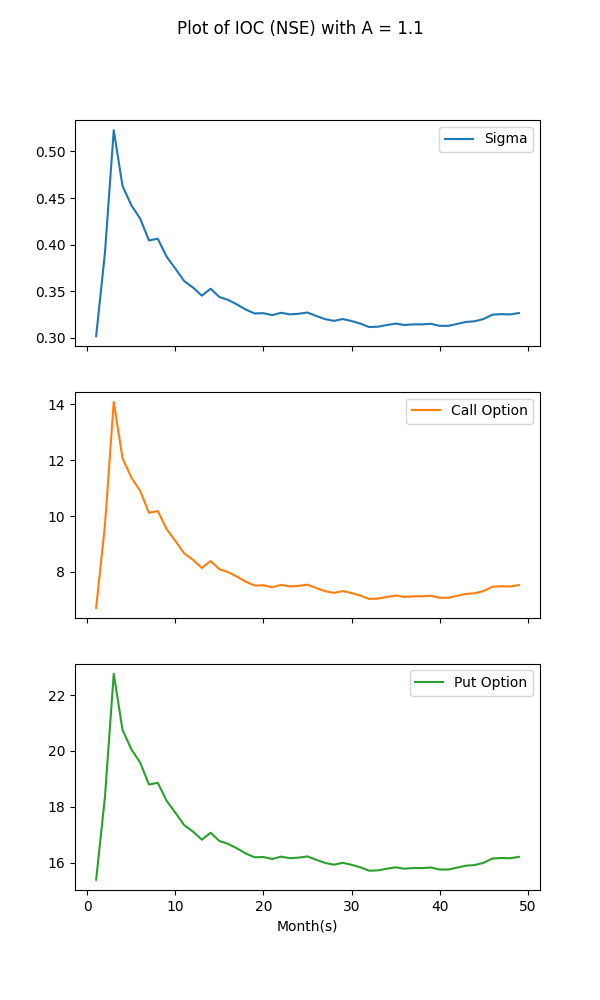 Plot of IOC (NSE) with A = 1.1
Sigma
0.50
0.45
0.40
0.35
0.30
Call Option
14
12
10
8
Put Option
22
20
18
16
0 10 20 30 40 50
Month(s)